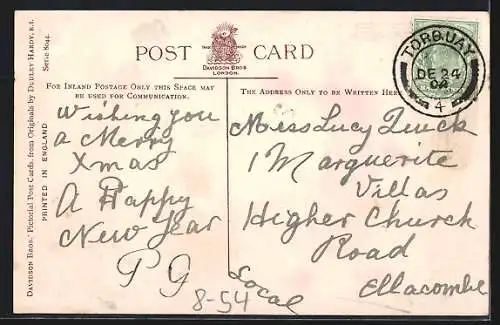 POST CARD
DAVIDSON BROS.
LONDON.
FOR INLAND POSTAGE ONLY THIS SPACE MAY
BE USED FOR COMMUNICATION.
THE ADDRESS ONLY TO BE WRITTEN HERE
TORQUAY
DE 24
04
4
Wishing you
a Merry
Xmas
A Happy
New Year
P G
8-54
Miss Lucy
1 Marguerite
Villas
Higher Church
Road
Ellacombe
Local
DAVIDSON BROS.' Pictorial Post Cards, from Originals by DUDLEY HARDY, R.I.
Serie 8042.
PRINTED IN ENGLAND